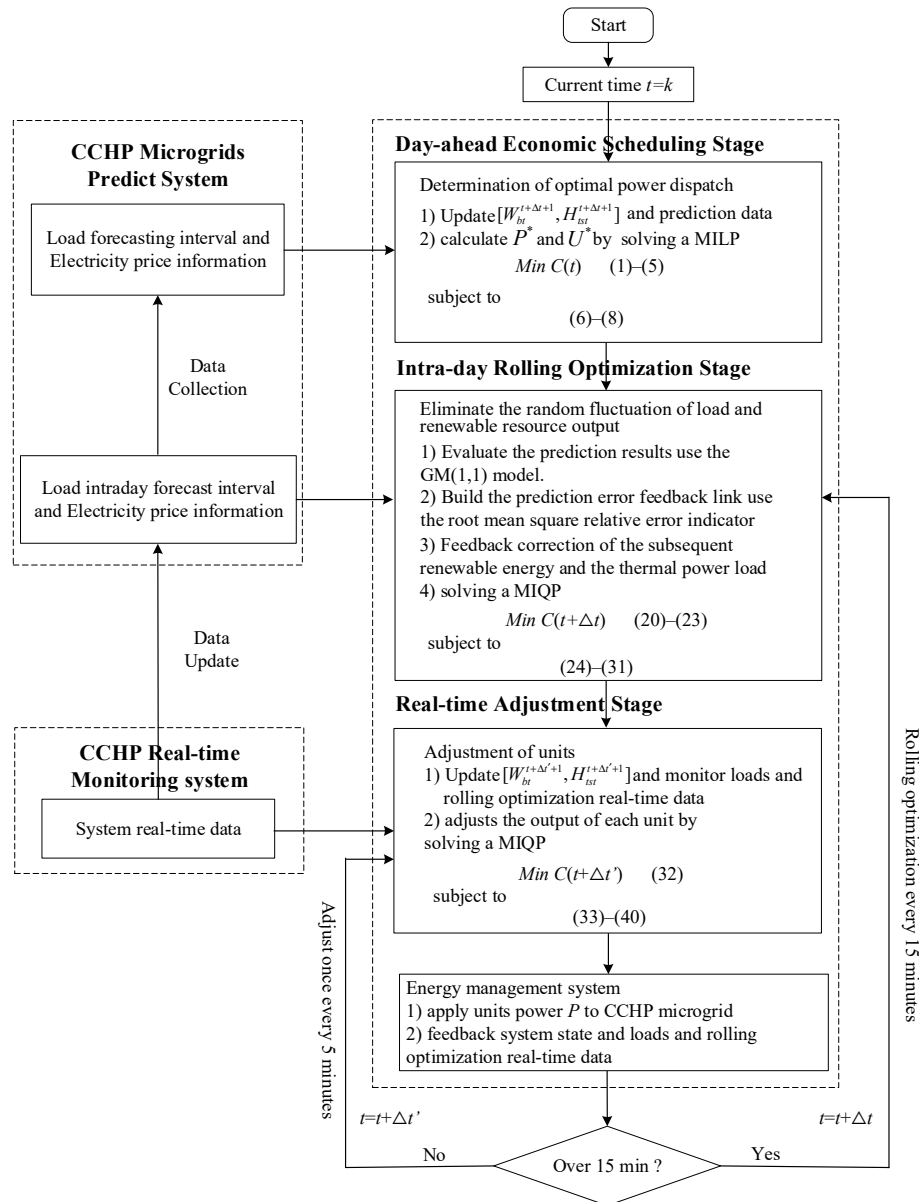 Start
Current time t=k
CCHP Microgrids
Predict System
Load forecasting interval and
Electricity price information
Data
Collection
Load intraday forecast interval
and Electricity price information
Data
Update
CCHP Real-time
Monitoring system
System real-time data
Day-ahead Economic Scheduling Stage
Determination of optimal power dispatch
1) Update [W_{bt}^{t+Δt+1}, H_{tst}^{t+Δt+1}] and prediction data
2) calculate P^* and U^* by solving a MILP
Min C(t) (1)–(5)
subject to
(6)–(8)
Intra-day Rolling Optimization Stage
Eliminate the random fluctuation of load and
renewable resource output
1) Evaluate the prediction results use the
GM(1,1) model.
2) Build the prediction error feedback link use
the root mean square relative error indicator
3) Feedback correction of the subsequent
renewable energy and the thermal power load
4) solving a MIQP
Min C(t+△t) (20)–(23)
subject to
(24)–(31)
Real-time Adjustment Stage
Adjustment of units
1) Update [W_{bt}^{t+Δt'+1}, H_{tst}^{t+Δt'+1}] and monitor loads and
rolling optimization real-time data
2) adjusts the output of each unit by
solving a MIQP
Min C(t+△t’) (32)
subject to
(33)–(40)
Energy management system
1) apply units power P to CCHP microgrid
2) feedback system state and loads and rolling
optimization real-time data
Adjust once every 5 minutes
Rolling optimization every 15 minutes
t=t+△t’
t=t+△t
No
Over 15 min ?
Yes